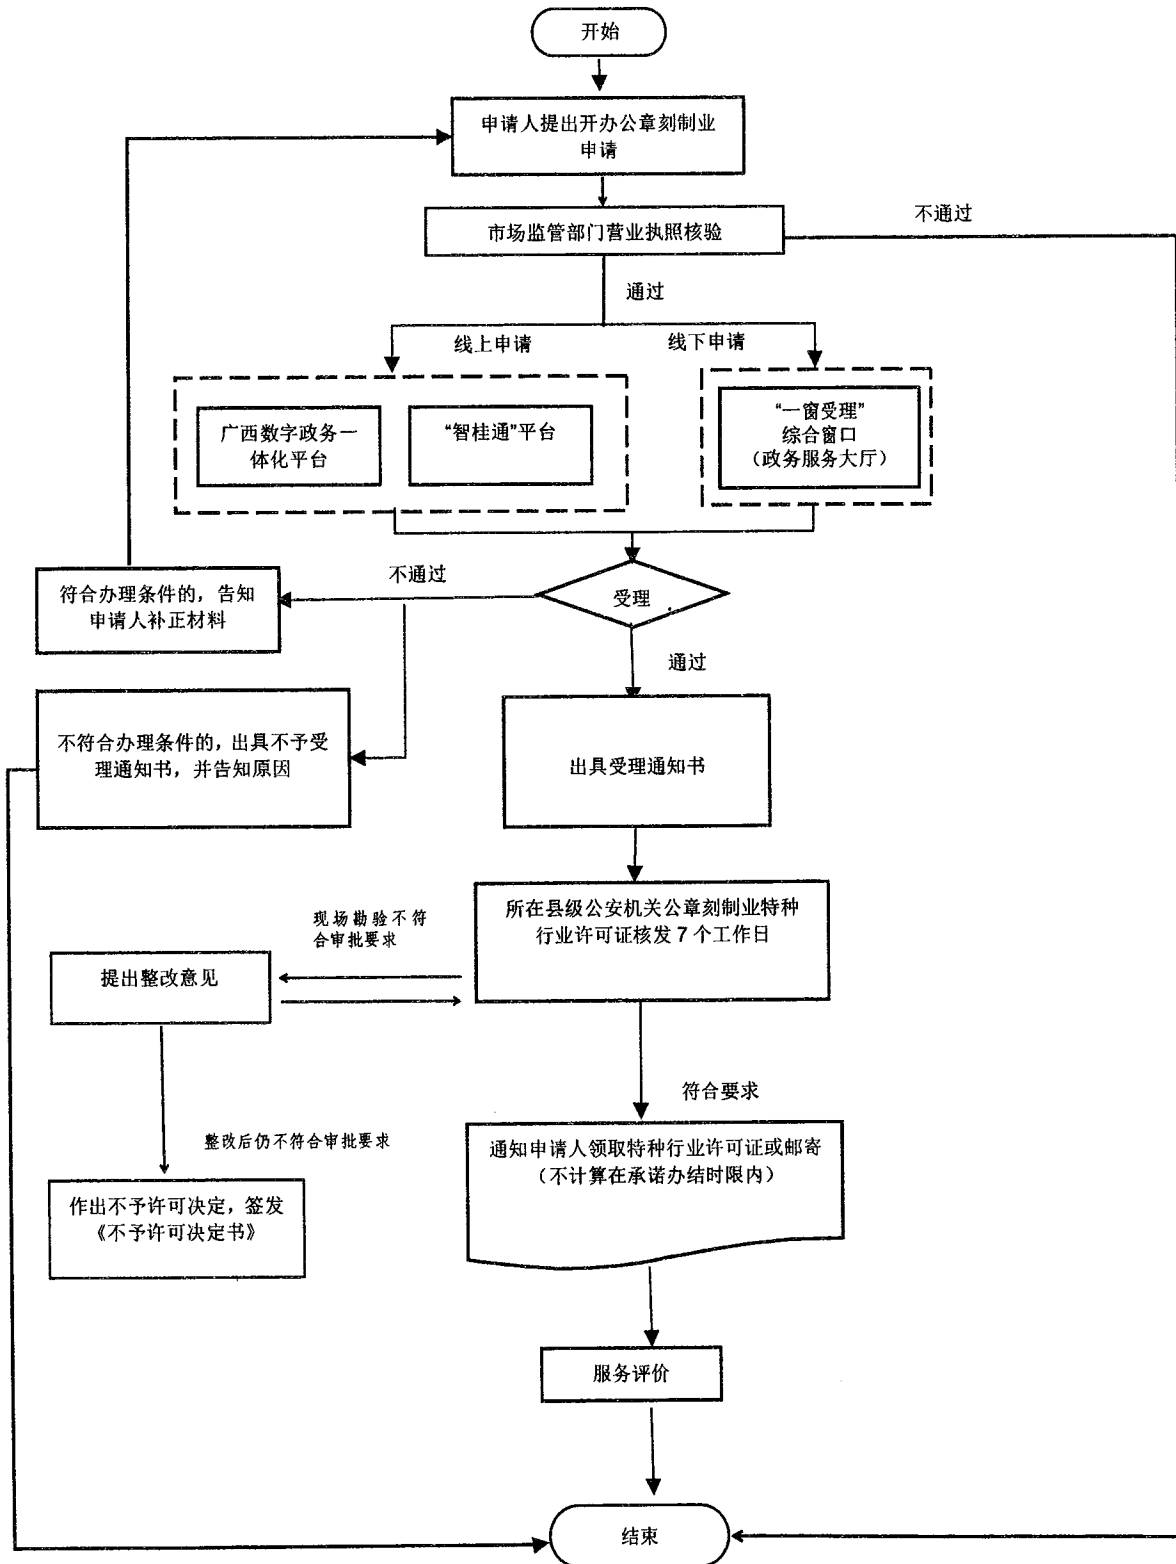 开始
申请人提出开办公章刻制业
申请
市场监管部门营业执照核验
不通过
通过
线上申请
线下申请
广西数字政务一
体化平台
“智桂通”平台
“一窗受理”
综合窗口
（政务服务大厅）
不通过
受理
符合办理条件的，告知
申请人补正材料
通过
不符合办理条件的，出具不予受
理通知书，并告知原因
出具受理通知书
所在县级公安机关公章刻制业特种
行业许可证核发 7 个工作日
现场勘验不符
合审批要求
提出整改意见
符合要求
整改后仍不符合审批要求
通知申请人领取特种行业许可证或邮寄
（不计算在承诺办结时限内）
作出不予许可决定，签发
《不予许可决定书》
服务评价
结束